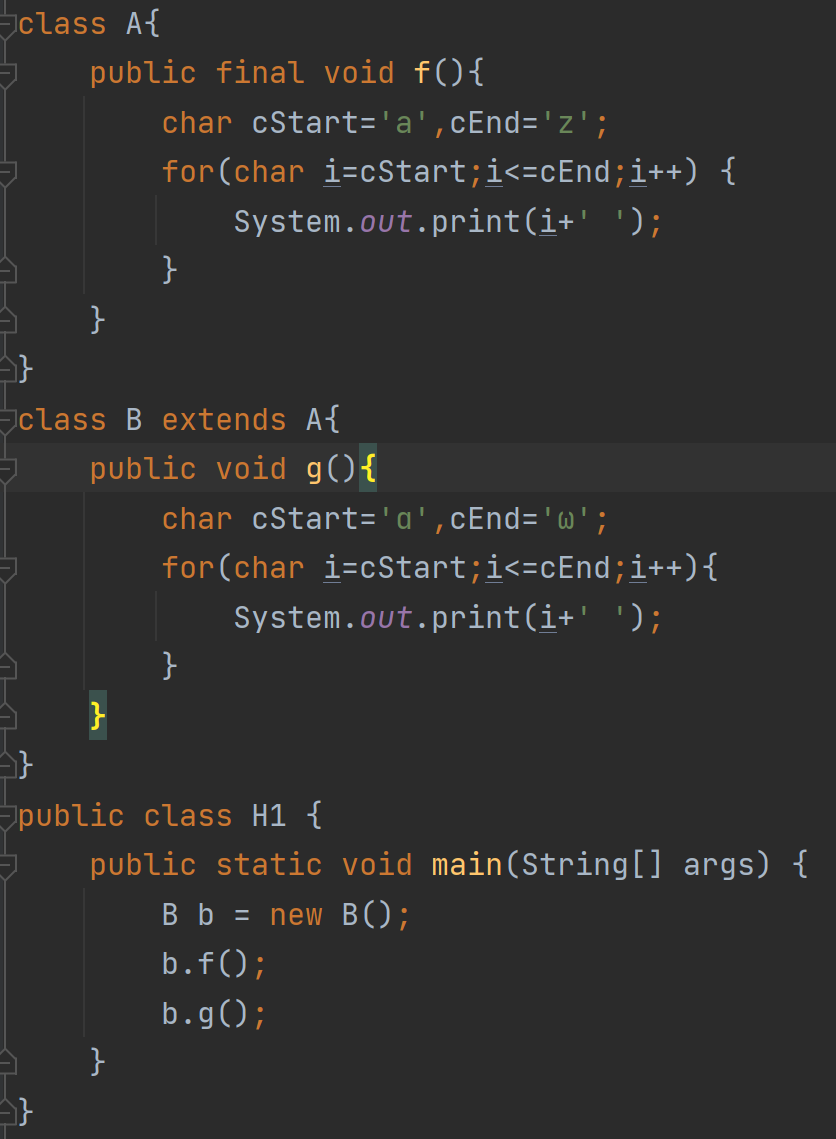 class A{
    public final void f(){
        char cStart='a',cEnd='z';
        for(char i=cStart;i<=cEnd;i++) {
            System.out.print(i+' ');
        }
    }
}
class B extends A{
    public void g(){
        char cStart='α',cEnd='ω';
        for(char i=cStart;i<=cEnd;i++){
            System.out.print(i+' ');
        }
    }
}
public class H1 {
    public static void main(String[] args) {
        B b = new B();
        b.f();
        b.g();
    }
}